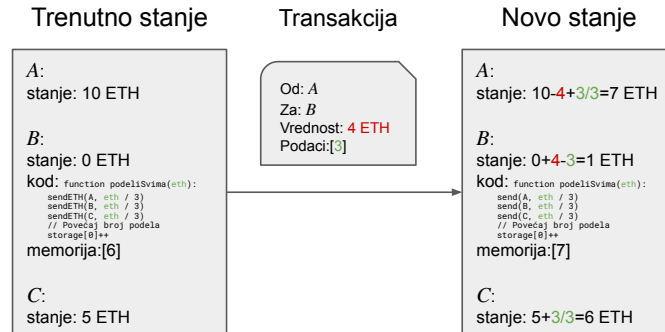 Trenutno stanje
A:
stanje: 10 ETH
B:
stanje: 0 ETH
kod: function podeliSvima(eth):
sendETH(A, eth / 3)
sendETH(B, eth / 3)
sendETH(C, eth / 3)
// Povećaj broj podela
storage[0]++
memorija:[6]
C:
stanje: 5 ETH
Transakcija
Od: A
Za: B
Vrednost: 4 ETH
Podaci:[3]
Novo stanje
A:
stanje: 10-4+3/3=7 ETH
B:
stanje: 0+4-3=1 ETH
kod: function podeliSvima(eth):
send(A, eth / 3)
send(B, eth / 3)
send(C, eth / 3)
// Povećaj broj podela
storage[0]++
memorija:[7]
C:
stanje: 5+3/3=6 ETH